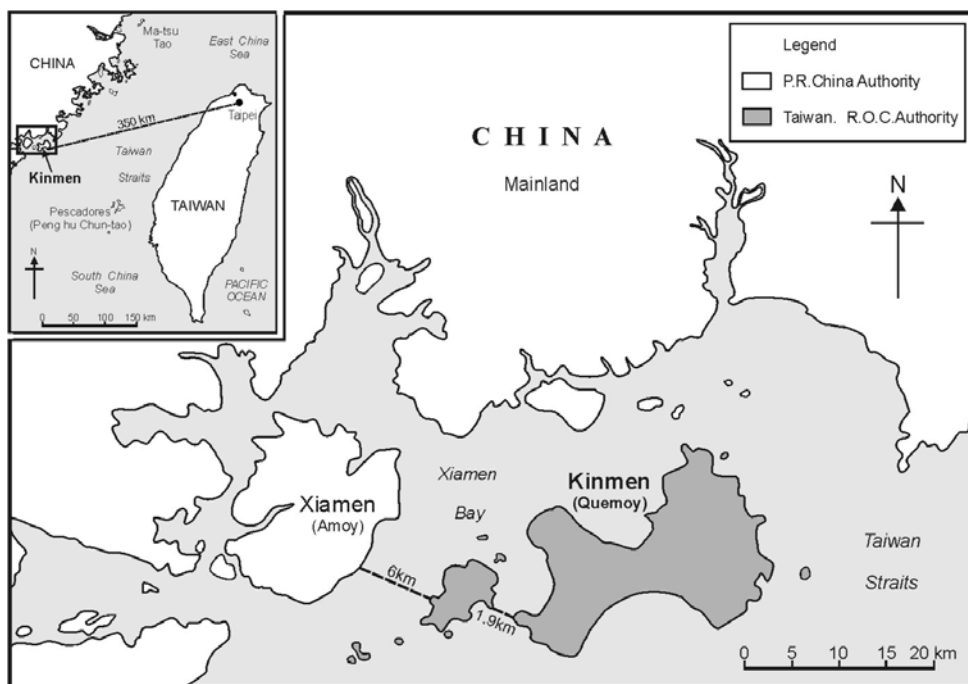 Ma-tsu
Tao
East China
Sea
CHINA
350 km
Taipei
Kinmen
Taiwan
Straits
Pescadores
(Peng hu Chun-tao)
TAIWAN
N
South China
Sea
PACIFIC
OCEAN
0 50 100 150 km
Legend
P.R.China Authority
Taiwan. R.O.C.Authority
CHINA
Mainland
N
Xiamen
(Amoy)
Xiamen
Bay
Kinmen
(Quemoy)
Taiwan
Straits
6km
1,9km
0 5 10 15 20 km